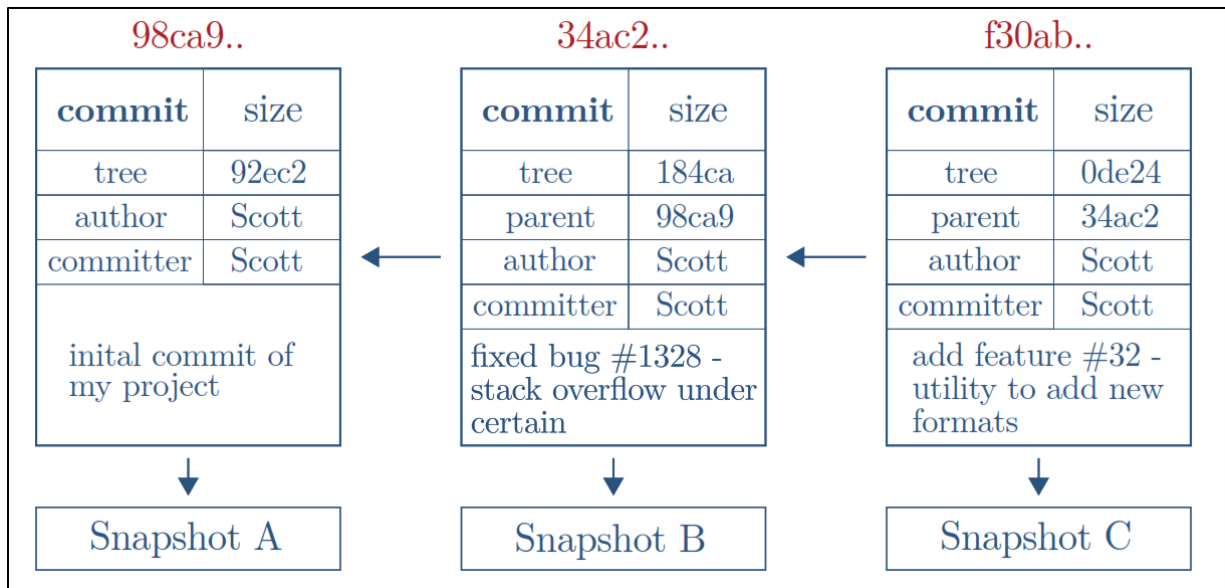 98ca9..
commit size
tree 92ec2
author Scott
committer Scott
inital commit of
my project
Snapshot A
34ac2..
commit size
tree 184ca
parent 98ca9
author Scott
committer Scott
fixed bug #1328 -
stack overflow under
certain
Snapshot B
f30ab..
commit size
tree 0de24
parent 34ac2
author Scott
committer Scott
add feature #32 -
utility to add new
formats
Snapshot C